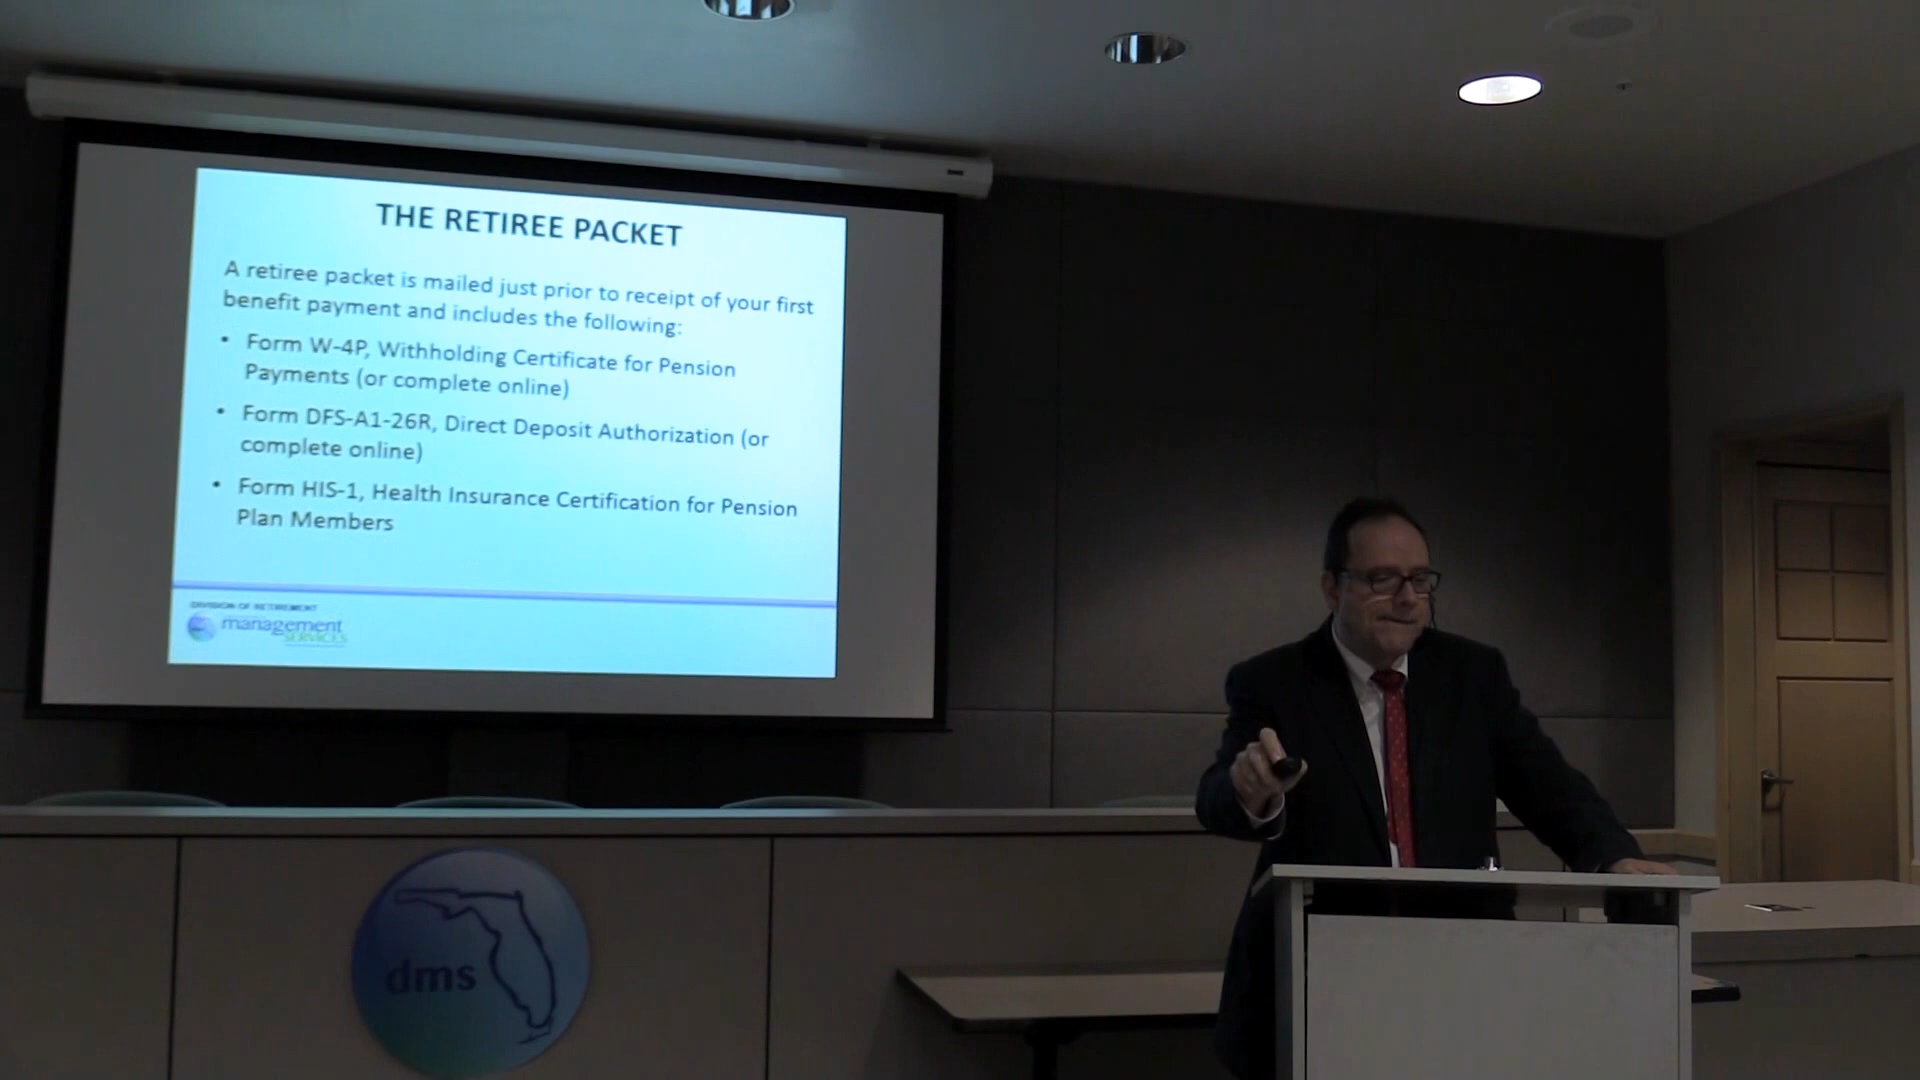 THE RETIREE PACKET
A retiree packet is mailed just prior to receipt of your first
benefit payment and includes the following:
• Form W-4P, Withholding Certificate for Pension
Payments (or complete online)
• Form DFS-A1-26R, Direct Deposit Authorization (or
complete online)
• Form HIS-1, Health Insurance Certification for Pension
Plan Members
DIVISION OF RETIREMENT
management
SERVICES
dms